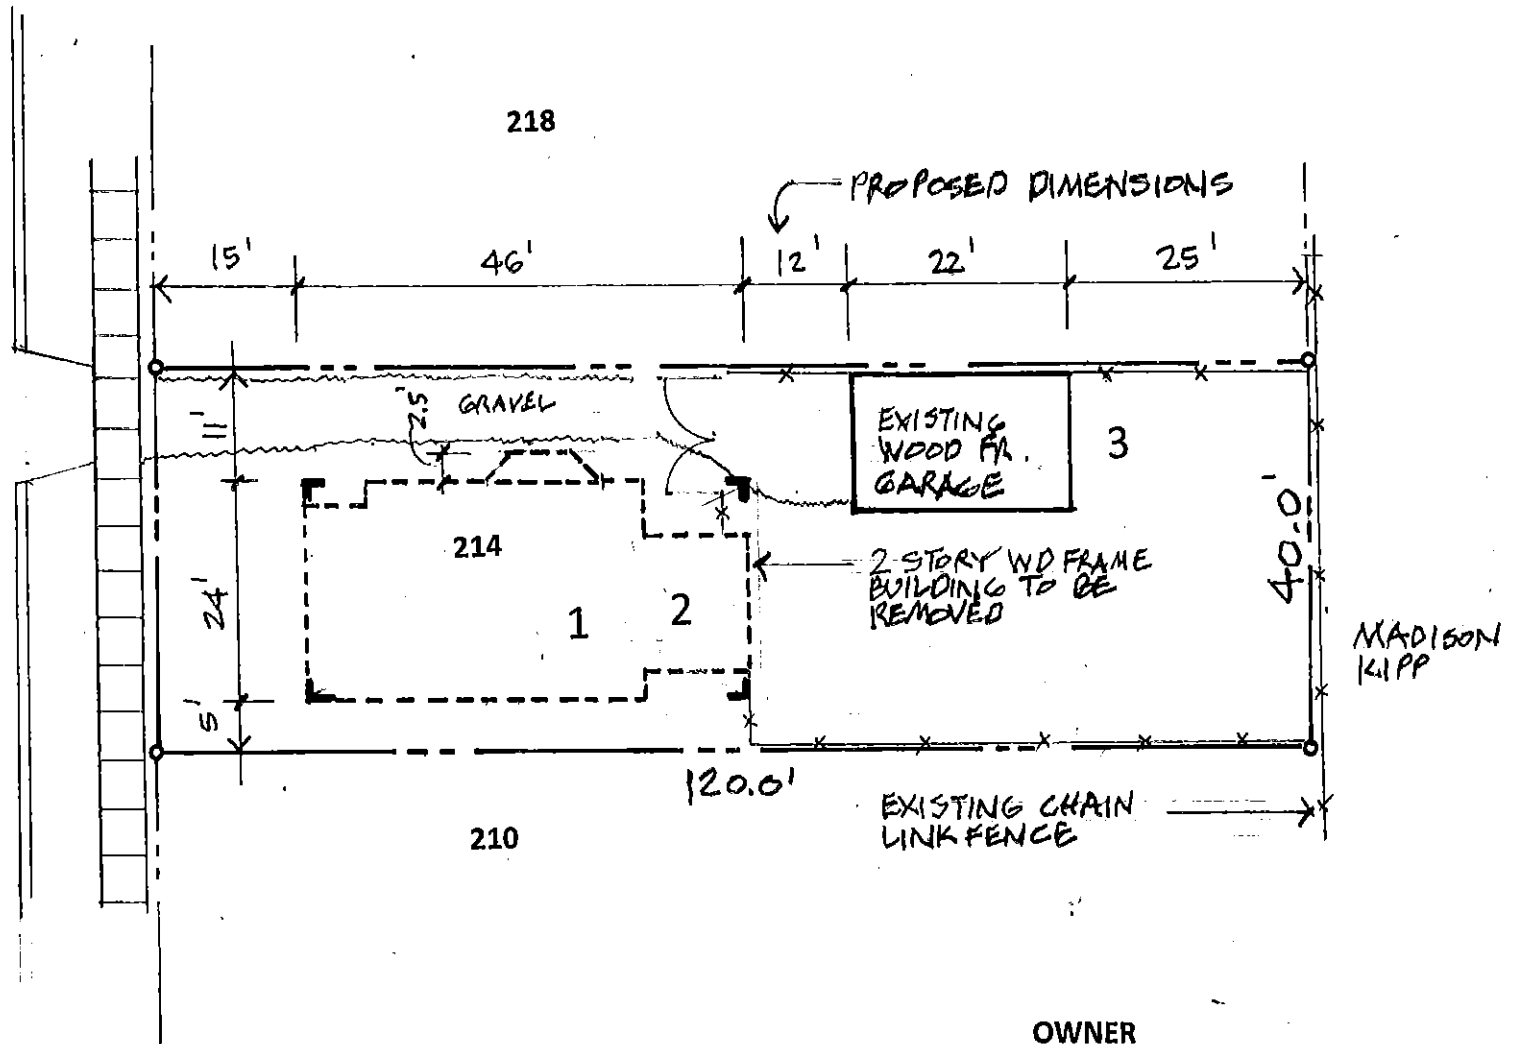 218
PROPOSED DIMENSIONS
15'
46'
12'
22'
25'
11'
2.5'
GRAVEL
EXISTING
WOOD FR.
GARAGE
3
214
24'
1
2
2 STORY WD FRAME
BUILDING TO BE
REMOVED
40.0'
MADISON
KIPP
5'
120.0'
EXISTING CHAIN
LINK FENCE
210
OWNER